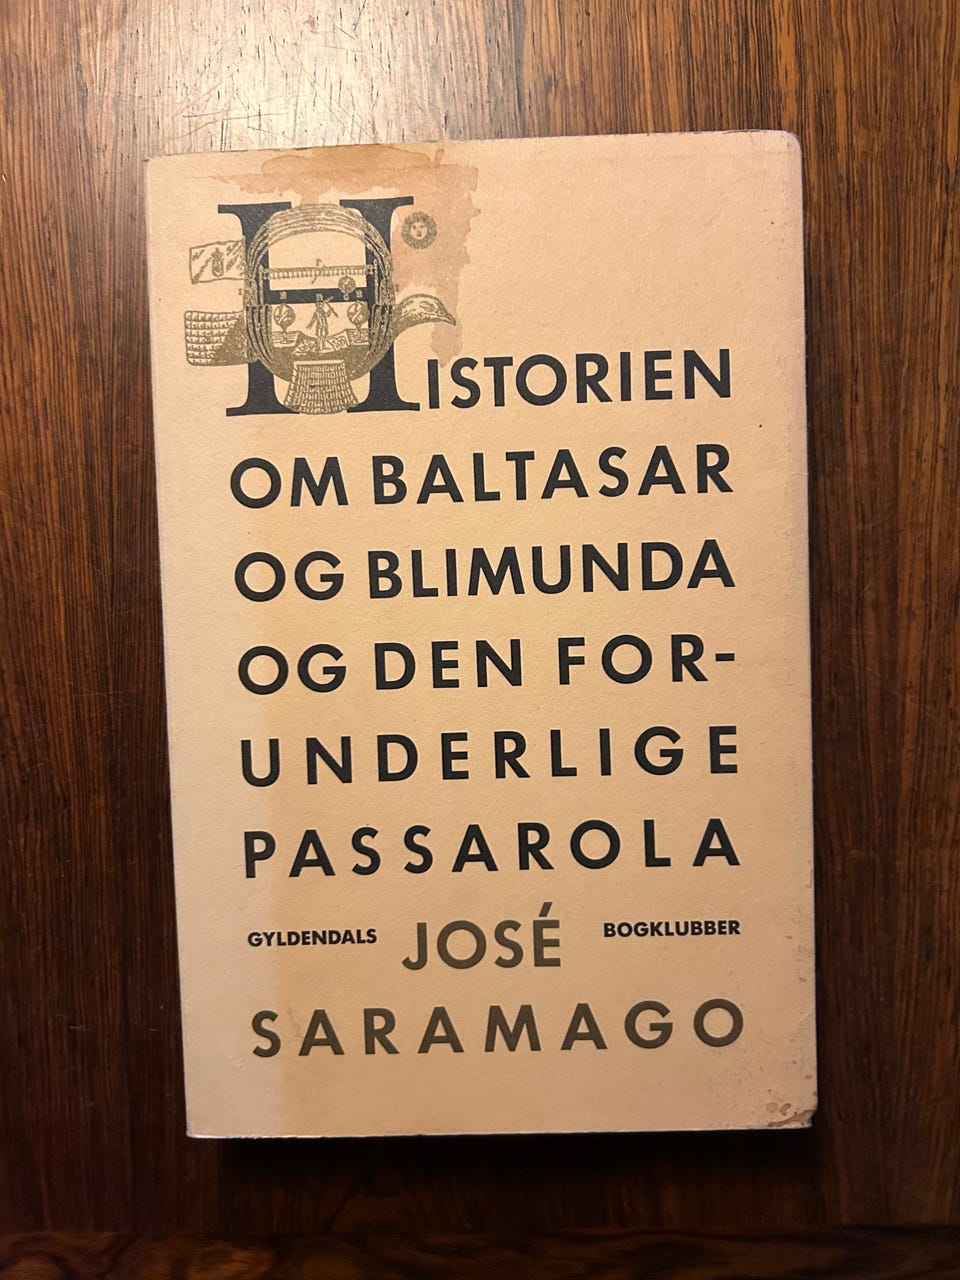 HISTORIEN
OM BALTASAR
OG BLIMUNDA
OG DEN FOR-
UNDERLIGE
PASSAROLA
GYLDENDALS JOSÉ BOGKLUBBER
SARAMAGO